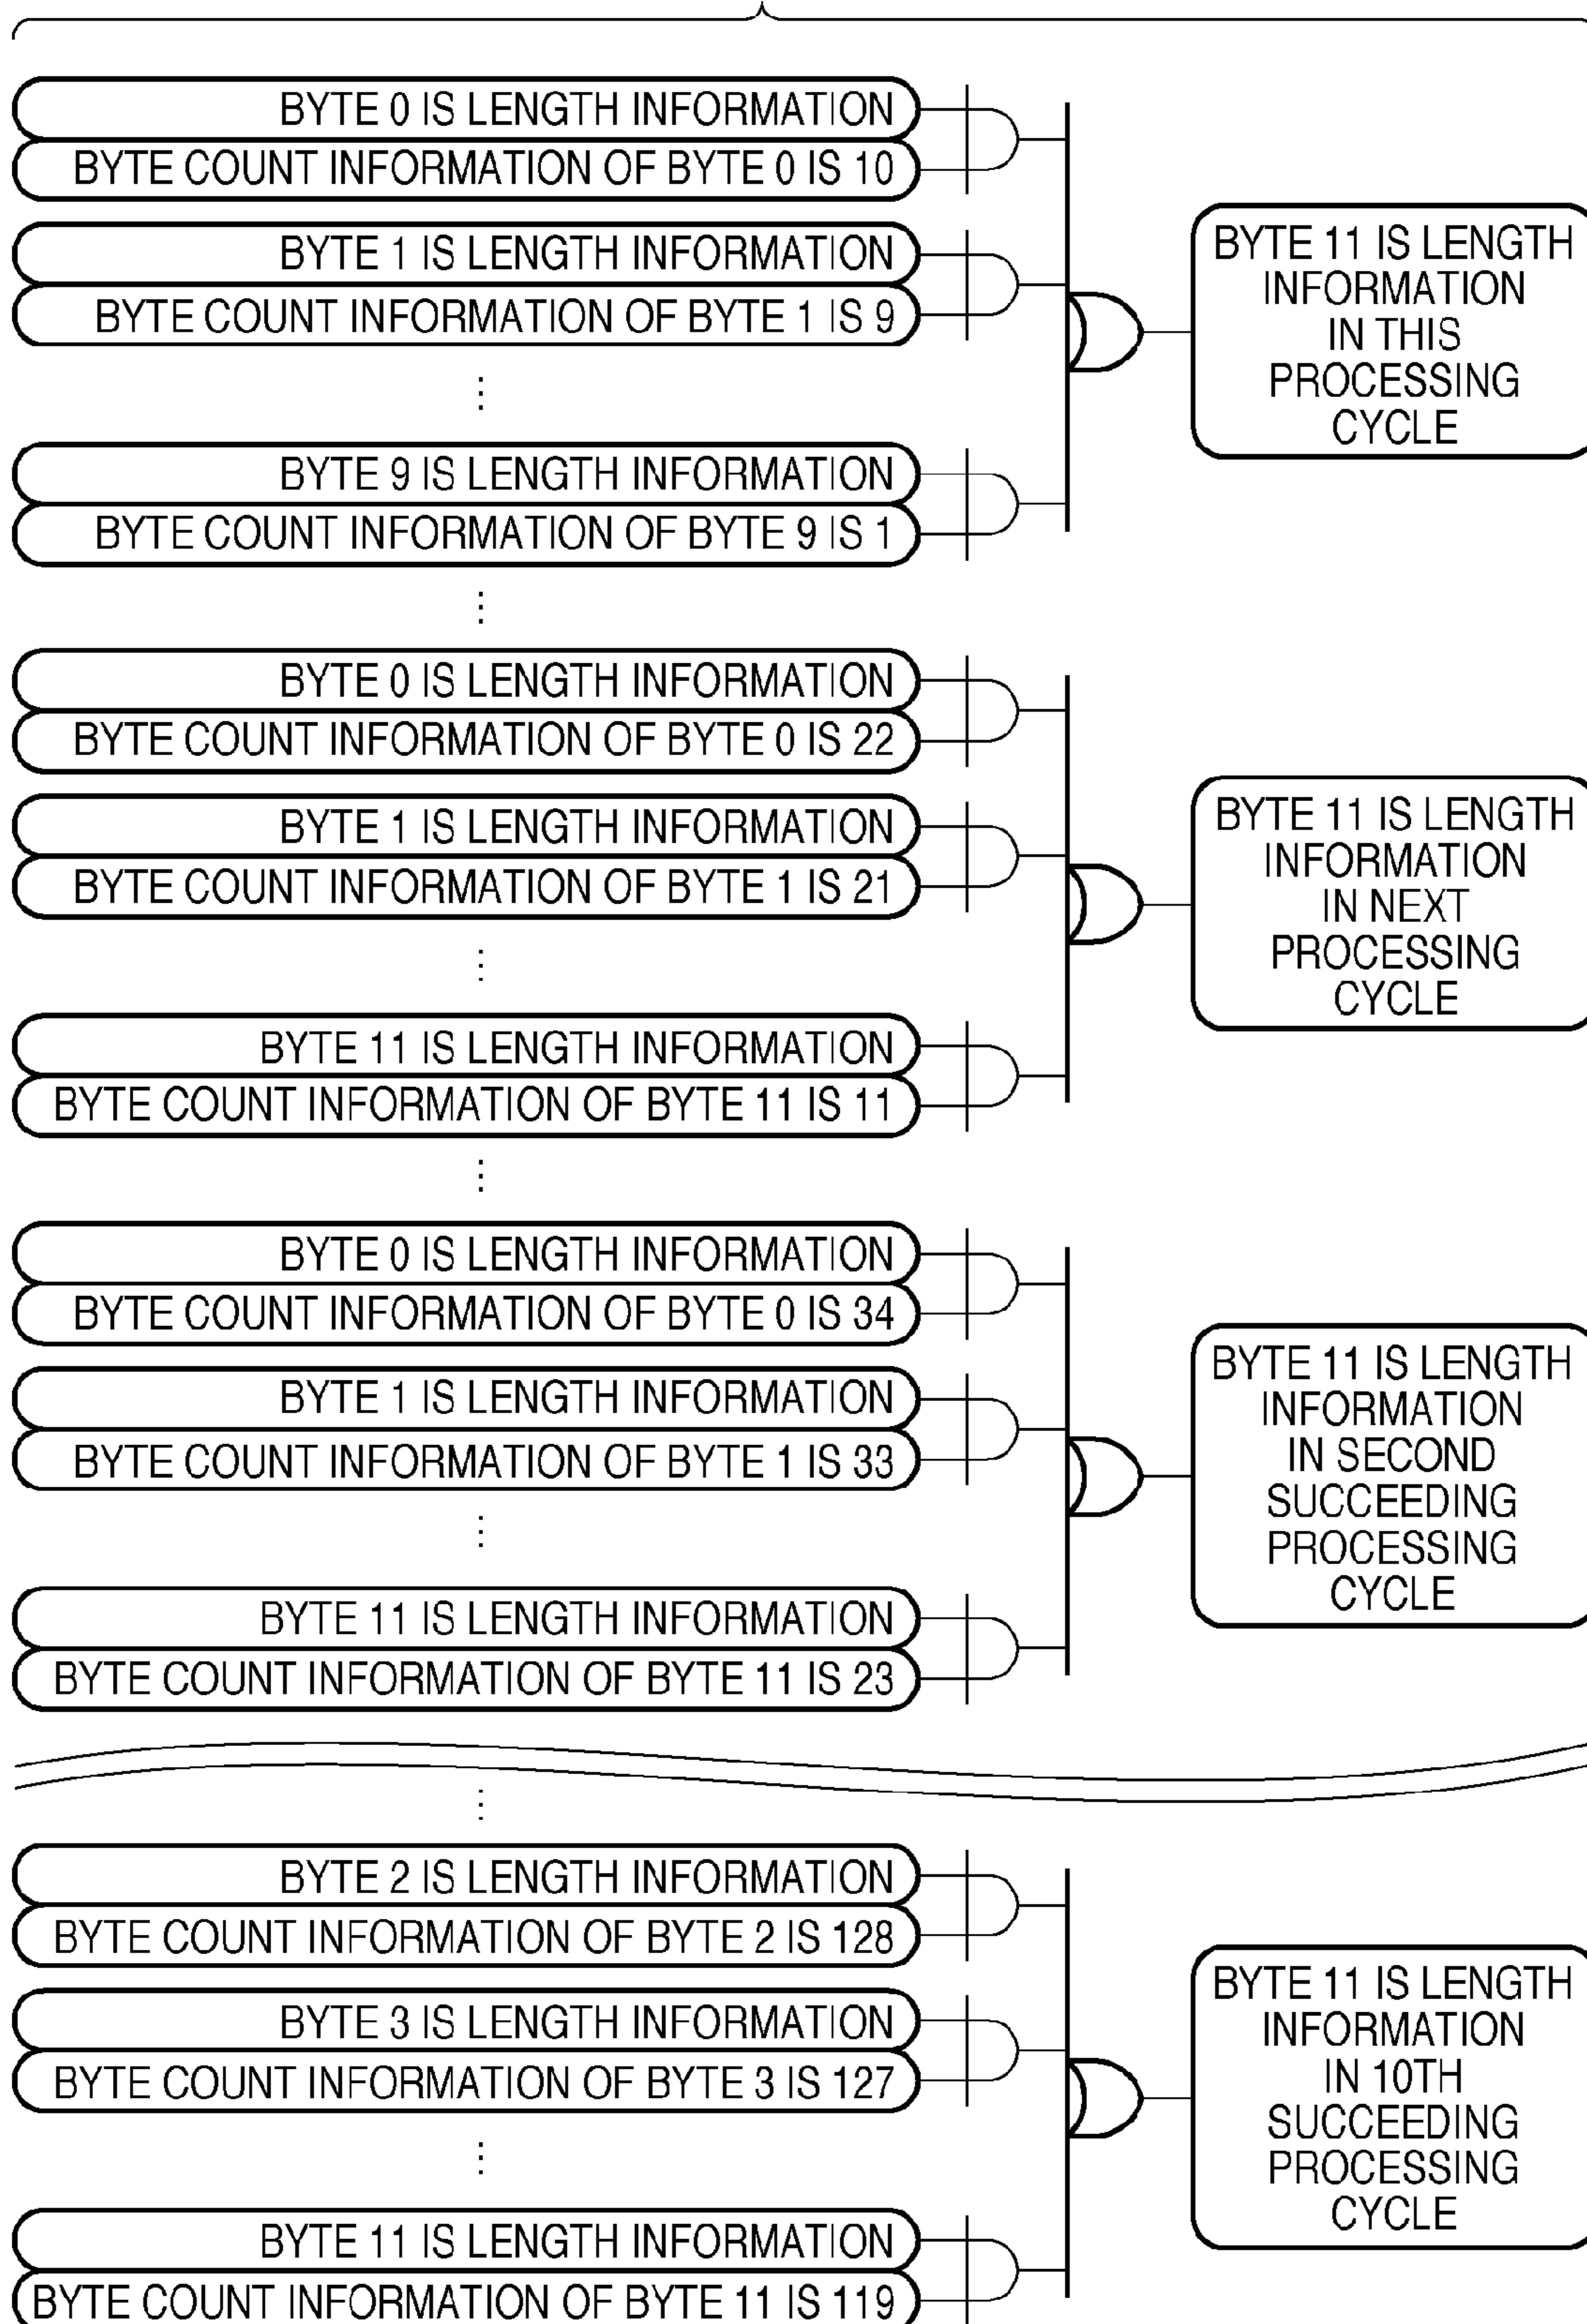 BYTE 0 IS LENGTH INFORMATION
BYTE COUNT INFORMATION OF BYTE 0 IS 10
BYTE 1 IS LENGTH INFORMATION
BYTE COUNT INFORMATION OF BYTE 1 IS 9
⋮
BYTE 9 IS LENGTH INFORMATION
BYTE COUNT INFORMATION OF BYTE 9 IS 1
BYTE 11 IS LENGTH
INFORMATION
IN THIS
PROCESSING
CYCLE
⋮
BYTE 0 IS LENGTH INFORMATION
BYTE COUNT INFORMATION OF BYTE 0 IS 22
BYTE 1 IS LENGTH INFORMATION
BYTE COUNT INFORMATION OF BYTE 1 IS 21
⋮
BYTE 11 IS LENGTH INFORMATION
BYTE COUNT INFORMATION OF BYTE 11 IS 11
BYTE 11 IS LENGTH
INFORMATION
IN NEXT
PROCESSING
CYCLE
⋮
BYTE 0 IS LENGTH INFORMATION
BYTE COUNT INFORMATION OF BYTE 0 IS 34
BYTE 1 IS LENGTH INFORMATION
BYTE COUNT INFORMATION OF BYTE 1 IS 33
⋮
BYTE 11 IS LENGTH INFORMATION
BYTE COUNT INFORMATION OF BYTE 11 IS 23
BYTE 11 IS LENGTH
INFORMATION
IN SECOND
SUCCEEDING
PROCESSING
CYCLE
⋮
BYTE 2 IS LENGTH INFORMATION
BYTE COUNT INFORMATION OF BYTE 2 IS 128
BYTE 3 IS LENGTH INFORMATION
BYTE COUNT INFORMATION OF BYTE 3 IS 127
⋮
BYTE 11 IS LENGTH INFORMATION
BYTE COUNT INFORMATION OF BYTE 11 IS 119
BYTE 11 IS LENGTH
INFORMATION
IN 10TH
SUCCEEDING
PROCESSING
CYCLE